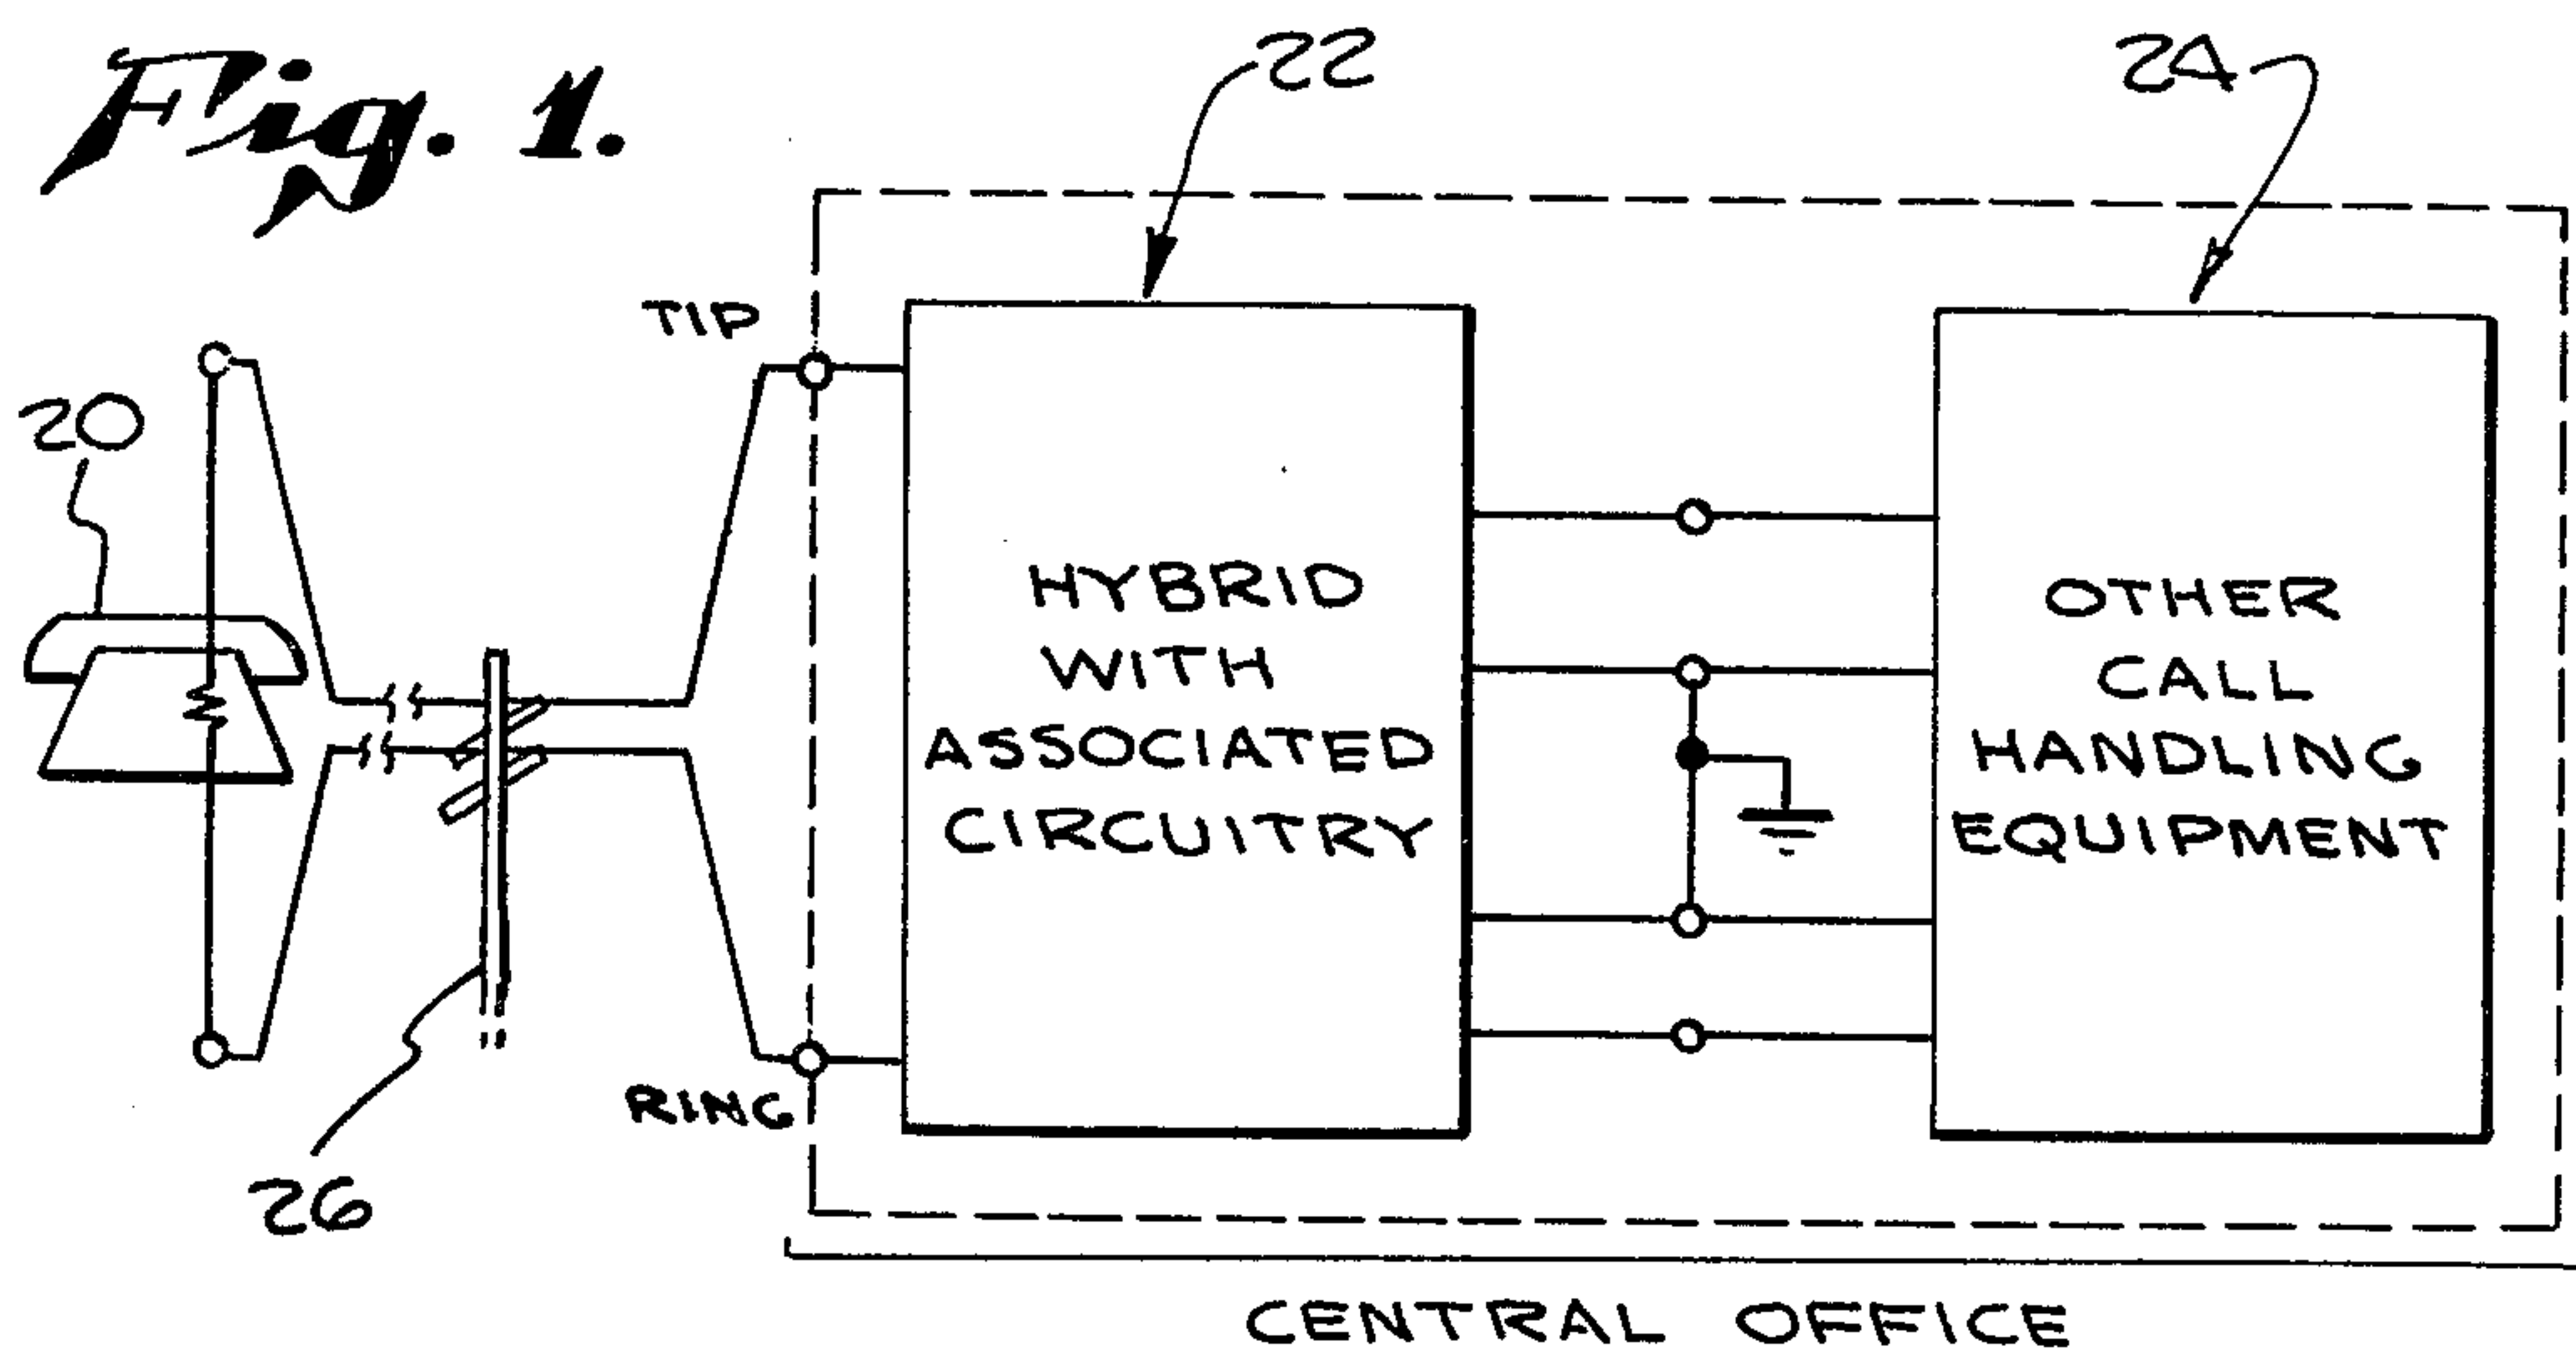 Fig. 1.
22
24
TIP
20
HYBRID
WITH
ASSOCIATED
CIRCUITRY
OTHER
CALL
HANDLING
EQUIPMENT
RING
26
CENTRAL OFFICE